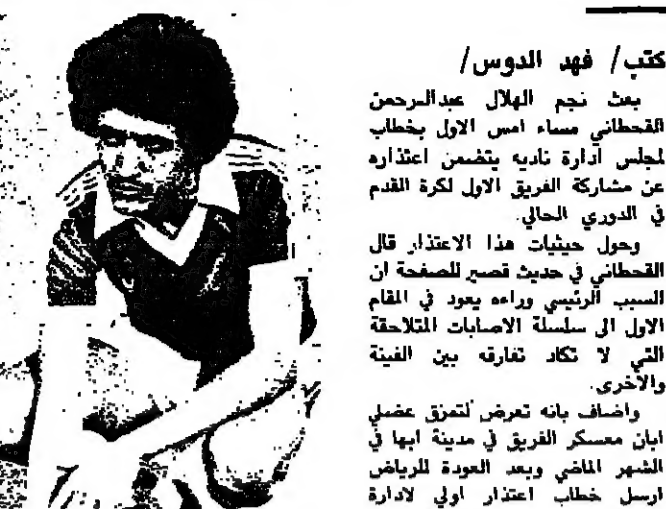 كتب/ فهد الدوس/
بعث نجم الهلال عبدالرحمن
القحطاني مساء امس الاول بخطاب
لمجلس ادارة ناديه يتضمن اعتذاره
عن مشاركة الفريق الاول لكرة القدم
في الدوري الحالي.
وحول حيثيات هذا الاعتذار قال
القحطاني في حديث قصير للصفحة ان
السبب الرئيسي وراءه يعود في المقام
الاول الى سلسلة الاصابات المتلاحقة
التي لا تكاد تفارقه بين الفينة
والأخرى.
واضاف بانه تعرض لتمزق عضلي
ابان معسكر الفريق في مدينة ابها في
الشهر الماضي وبعد العودة للرياض
ارسل خطاب اعتذار اولي لادارة